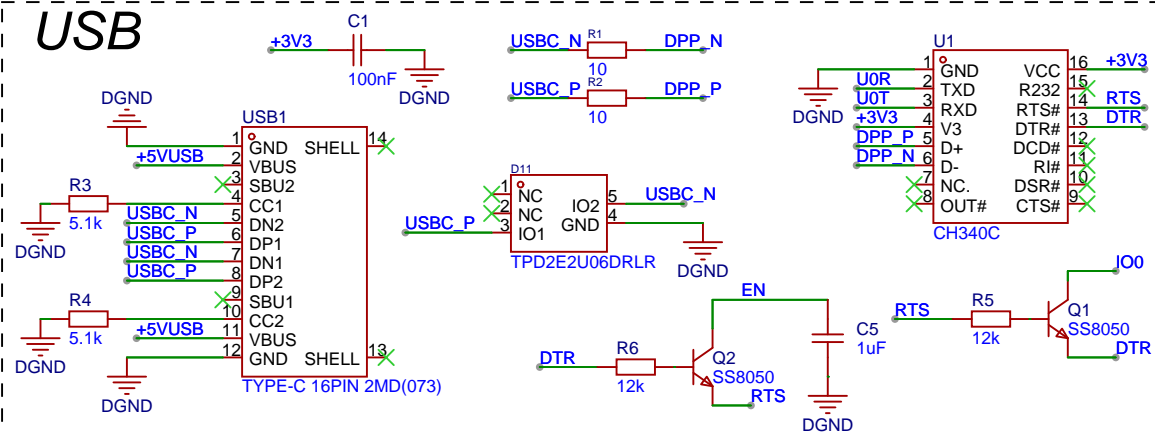 USB
C1
+3V3
100nF
DGND
USBC_N
R1
DPP_N
10
USBC_P
R2
DPP_P
10
U1
DGND
1 GND VCC 16 +3V3
U0R 2 TXD R232 15
U0T 3 RXD RTS# 14 RTS
+3V3 4 V3 DTR# 13 DTR
DPP_P 5 D+ DCD# 12
DPP_N 6 D- RI# 11
7 NC. DSR# 10
8 OUT# CTS# 9
CH340C
DGND
USB1
1 GND SHELL 14
+5VUSB 2 VBUS
3 SBU2
R3 4 CC1
5.1k
DGND
USBC_N 5 DN2
USBC_P 6 DP1
USBC_N 7 DN1
USBC_P 8 DP2
9 SBU1
R4 10 CC2
5.1k
DGND
+5VUSB 11 VBUS
12 GND SHELL 13
DGND
TYPE-C 16PIN 2MD(073)
D11
1 NC
2 NC IO2 5 USBC_N
USBC_P 3 IO1 GND 4
DGND
TPD2E2U06DRLR
EN
DTR
R6
12k
Q2
SS8050
RTS
C5
1uF
DGND
IO0
RTS
R5
12k
Q1
SS8050
DTR